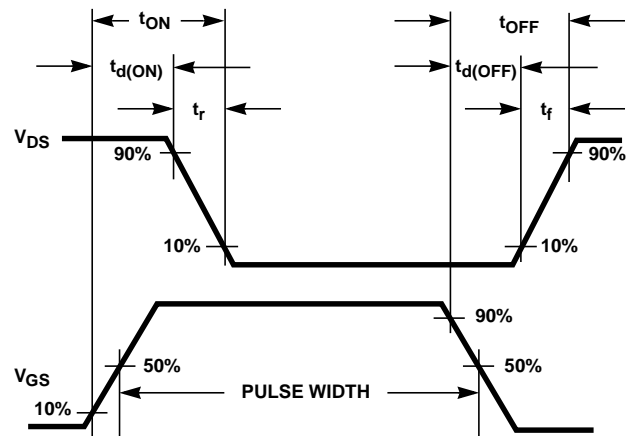 tON
tOFF
td(ON)
td(OFF)
tr
tf
VDS
90%
90%
10%
10%
90%
VGS
50%
50%
PULSE WIDTH
10%